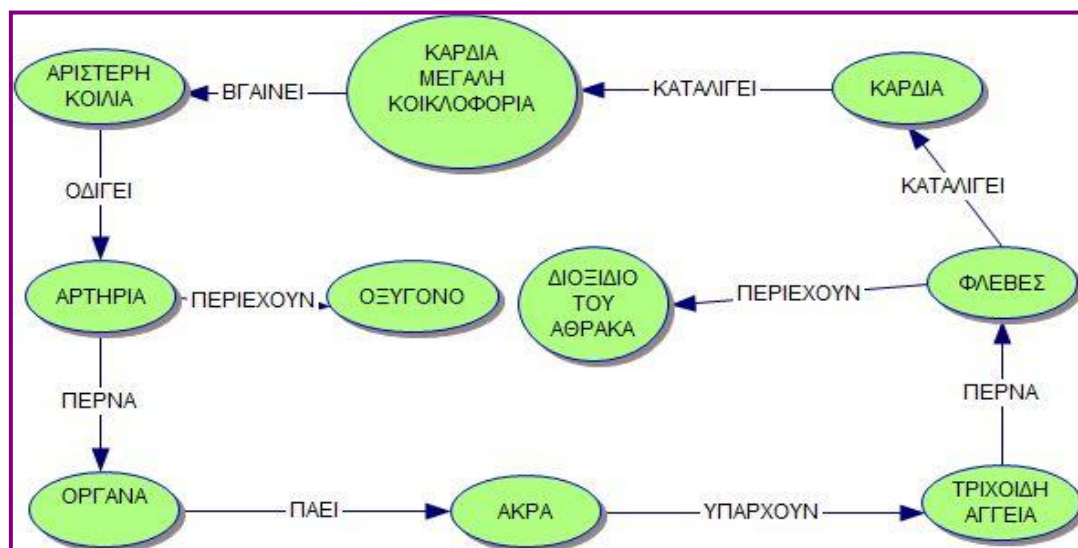 ΑΡΙΣΤΕΡΗ
ΚΟΙΛΙΑ
ΒΓΑΙΝΕΙ
ΚΑΡΔΙΑ
ΜΕΓΑΛΗ
ΚΟΙΚΛΟΦΟΡΙΑ
ΚΑΤΑΛΙΓΕΙ
ΚΑΡΔΙΑ
ΟΔΙΓΕΙ
ΚΑΤΑΛΙΓΕΙ
ΑΡΤΗΡΙΑ
ΠΕΡΙΕΧΟΥΝ
ΟΞΥΓΟΝΟ
ΔΙΟΞΙΔΙΟ
ΤΟΥ
ΑΘΡΑΚΑ
ΠΕΡΙΕΧΟΥΝ
ΦΛΕΒΕΣ
ΠΕΡΝΑ
ΠΕΡΝΑ
ΟΡΓΑΝΑ
ΠΑΕΙ
ΑΚΡΑ
ΥΠΑΡΧΟΥΝ
ΤΡΙΧΟΙΔΗ
ΑΓΓΕΙΑ